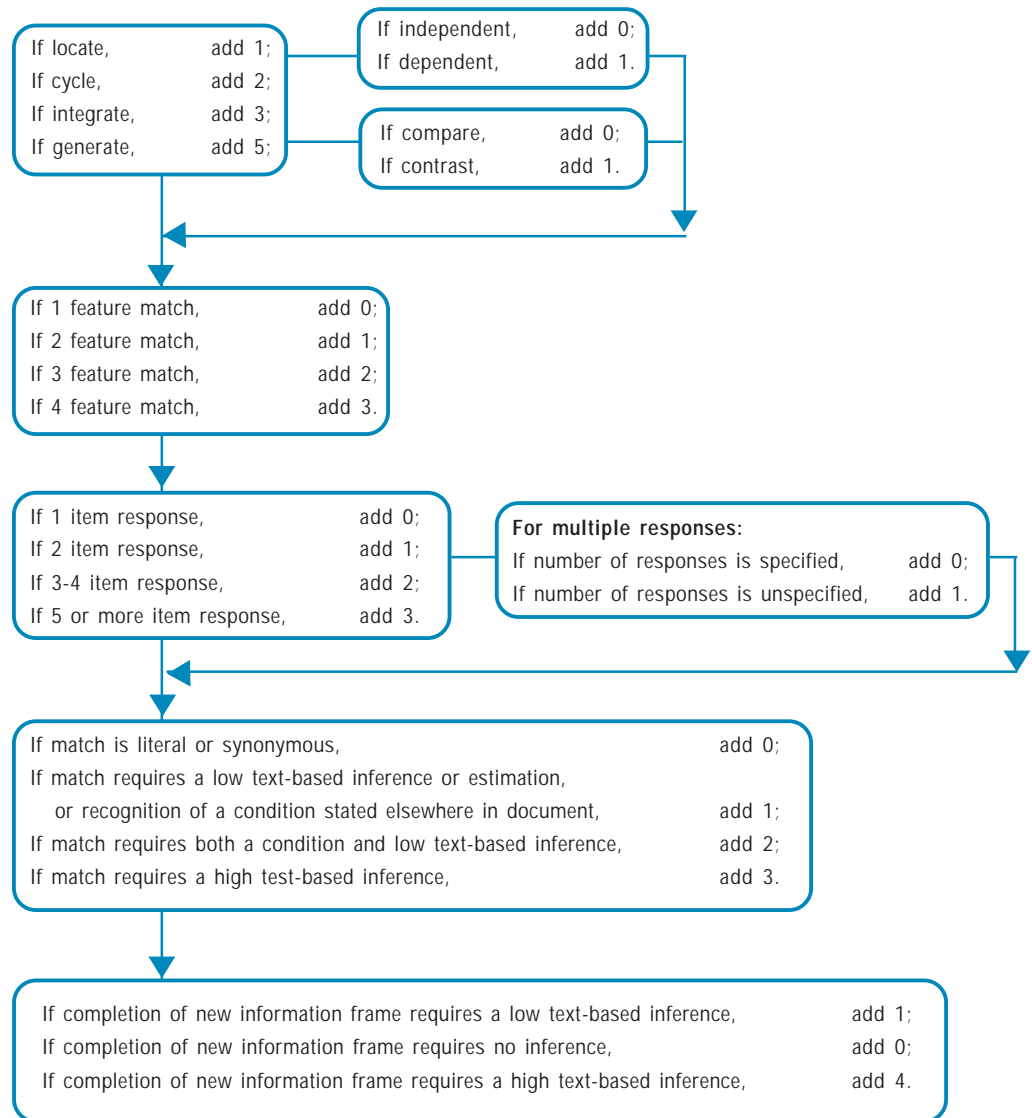 If locate, add 1;
If cycle, add 2;
If integrate, add 3;
If generate, add 5;
If independent, add 0;
If dependent, add 1.
If compare, add 0;
If contrast, add 1.
If 1 feature match, add 0;
If 2 feature match, add 1;
If 3 feature match, add 2;
If 4 feature match, add 3.
If 1 item response, add 0;
If 2 item response, add 1;
If 3-4 item response, add 2;
If 5 or more item response, add 3.
For multiple responses:
If number of responses is specified, add 0;
If number of responses is unspecified, add 1.
If match is literal or synonymous, add 0;
If match requires a low text-based inference or estimation,
or recognition of a condition stated elsewhere in document, add 1;
If match requires both a condition and low text-based inference, add 2;
If match requires a high test-based inference, add 3.
If completion of new information frame requires a low text-based inference, add 1;
If completion of new information frame requires no inference, add 0;
If completion of new information frame requires a high text-based inference, add 4.